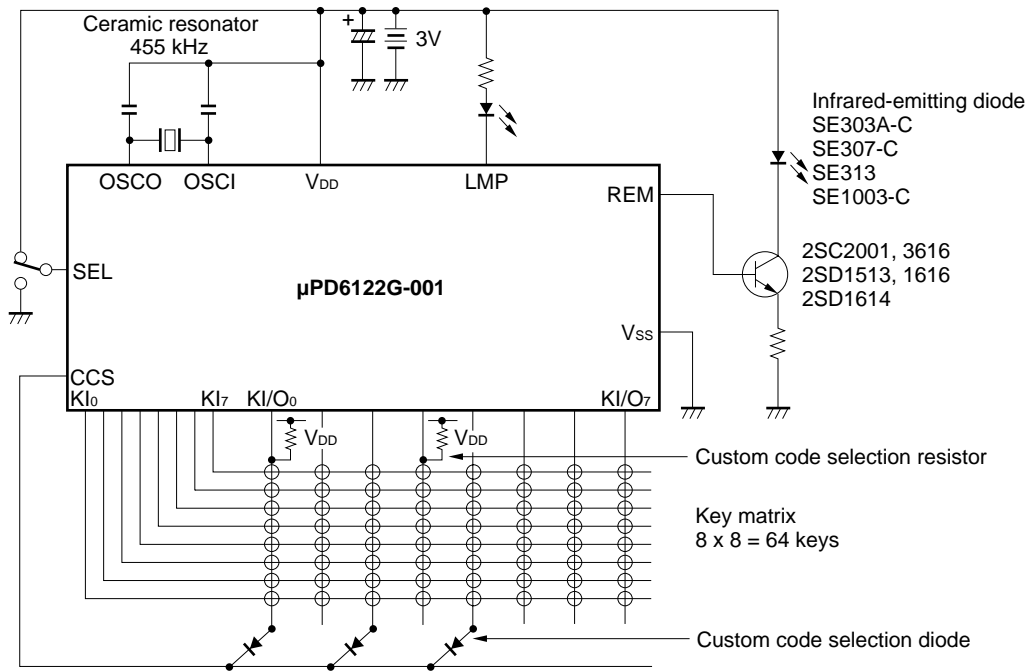 Ceramic resonator
455 kHz
+
3V
Infrared-emitting diode
SE303A-C
SE307-C
SE313
SE1003-C
OSCO
OSCI
VDD
LMP
REM
SEL
µPD6122G-001
2SC2001, 3616
2SD1513, 1616
2SD1614
VSS
CCS
KI0
KI7
KI/O0
KI/O7
VDD
VDD
Custom code selection resistor
Key matrix
8 x 8 = 64 keys
Custom code selection diode